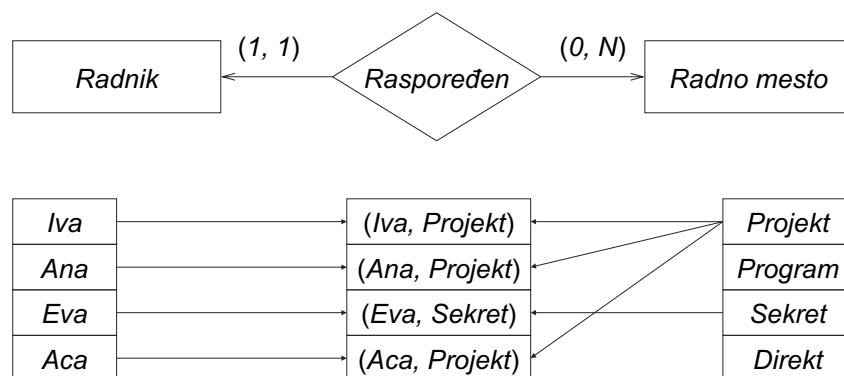 (1, 1) (0, N)
Radnik Raspoređen Radno mesto
Iva (Iva, Projekt) Projekt
Ana (Ana, Projekt) Program
Eva (Eva, Sekret) Sekret
Aca (Aca, Projekt) Direkt